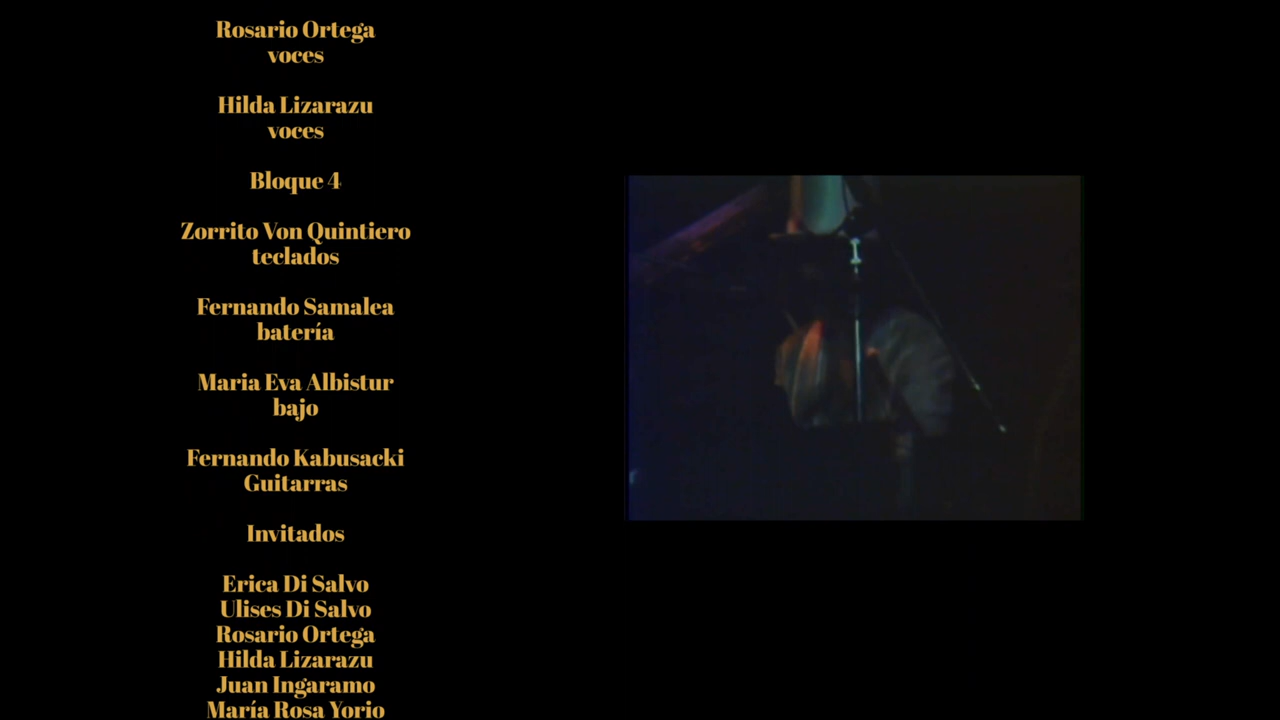 Rosario Ortega
voces
Hilda Lizarazu
voces
Bloque 4
Zorrito Von Quintiero
teclados
Fernando Samalea
batería
Maria Eva Albistur
bajo
Fernando Kabusacki
Guitarras
Invitados
Erica Di Salvo
Ulises Di Salvo
Rosario Ortega
Hilda Lizarazu
Juan Ingaramo
María Rosa Yorio